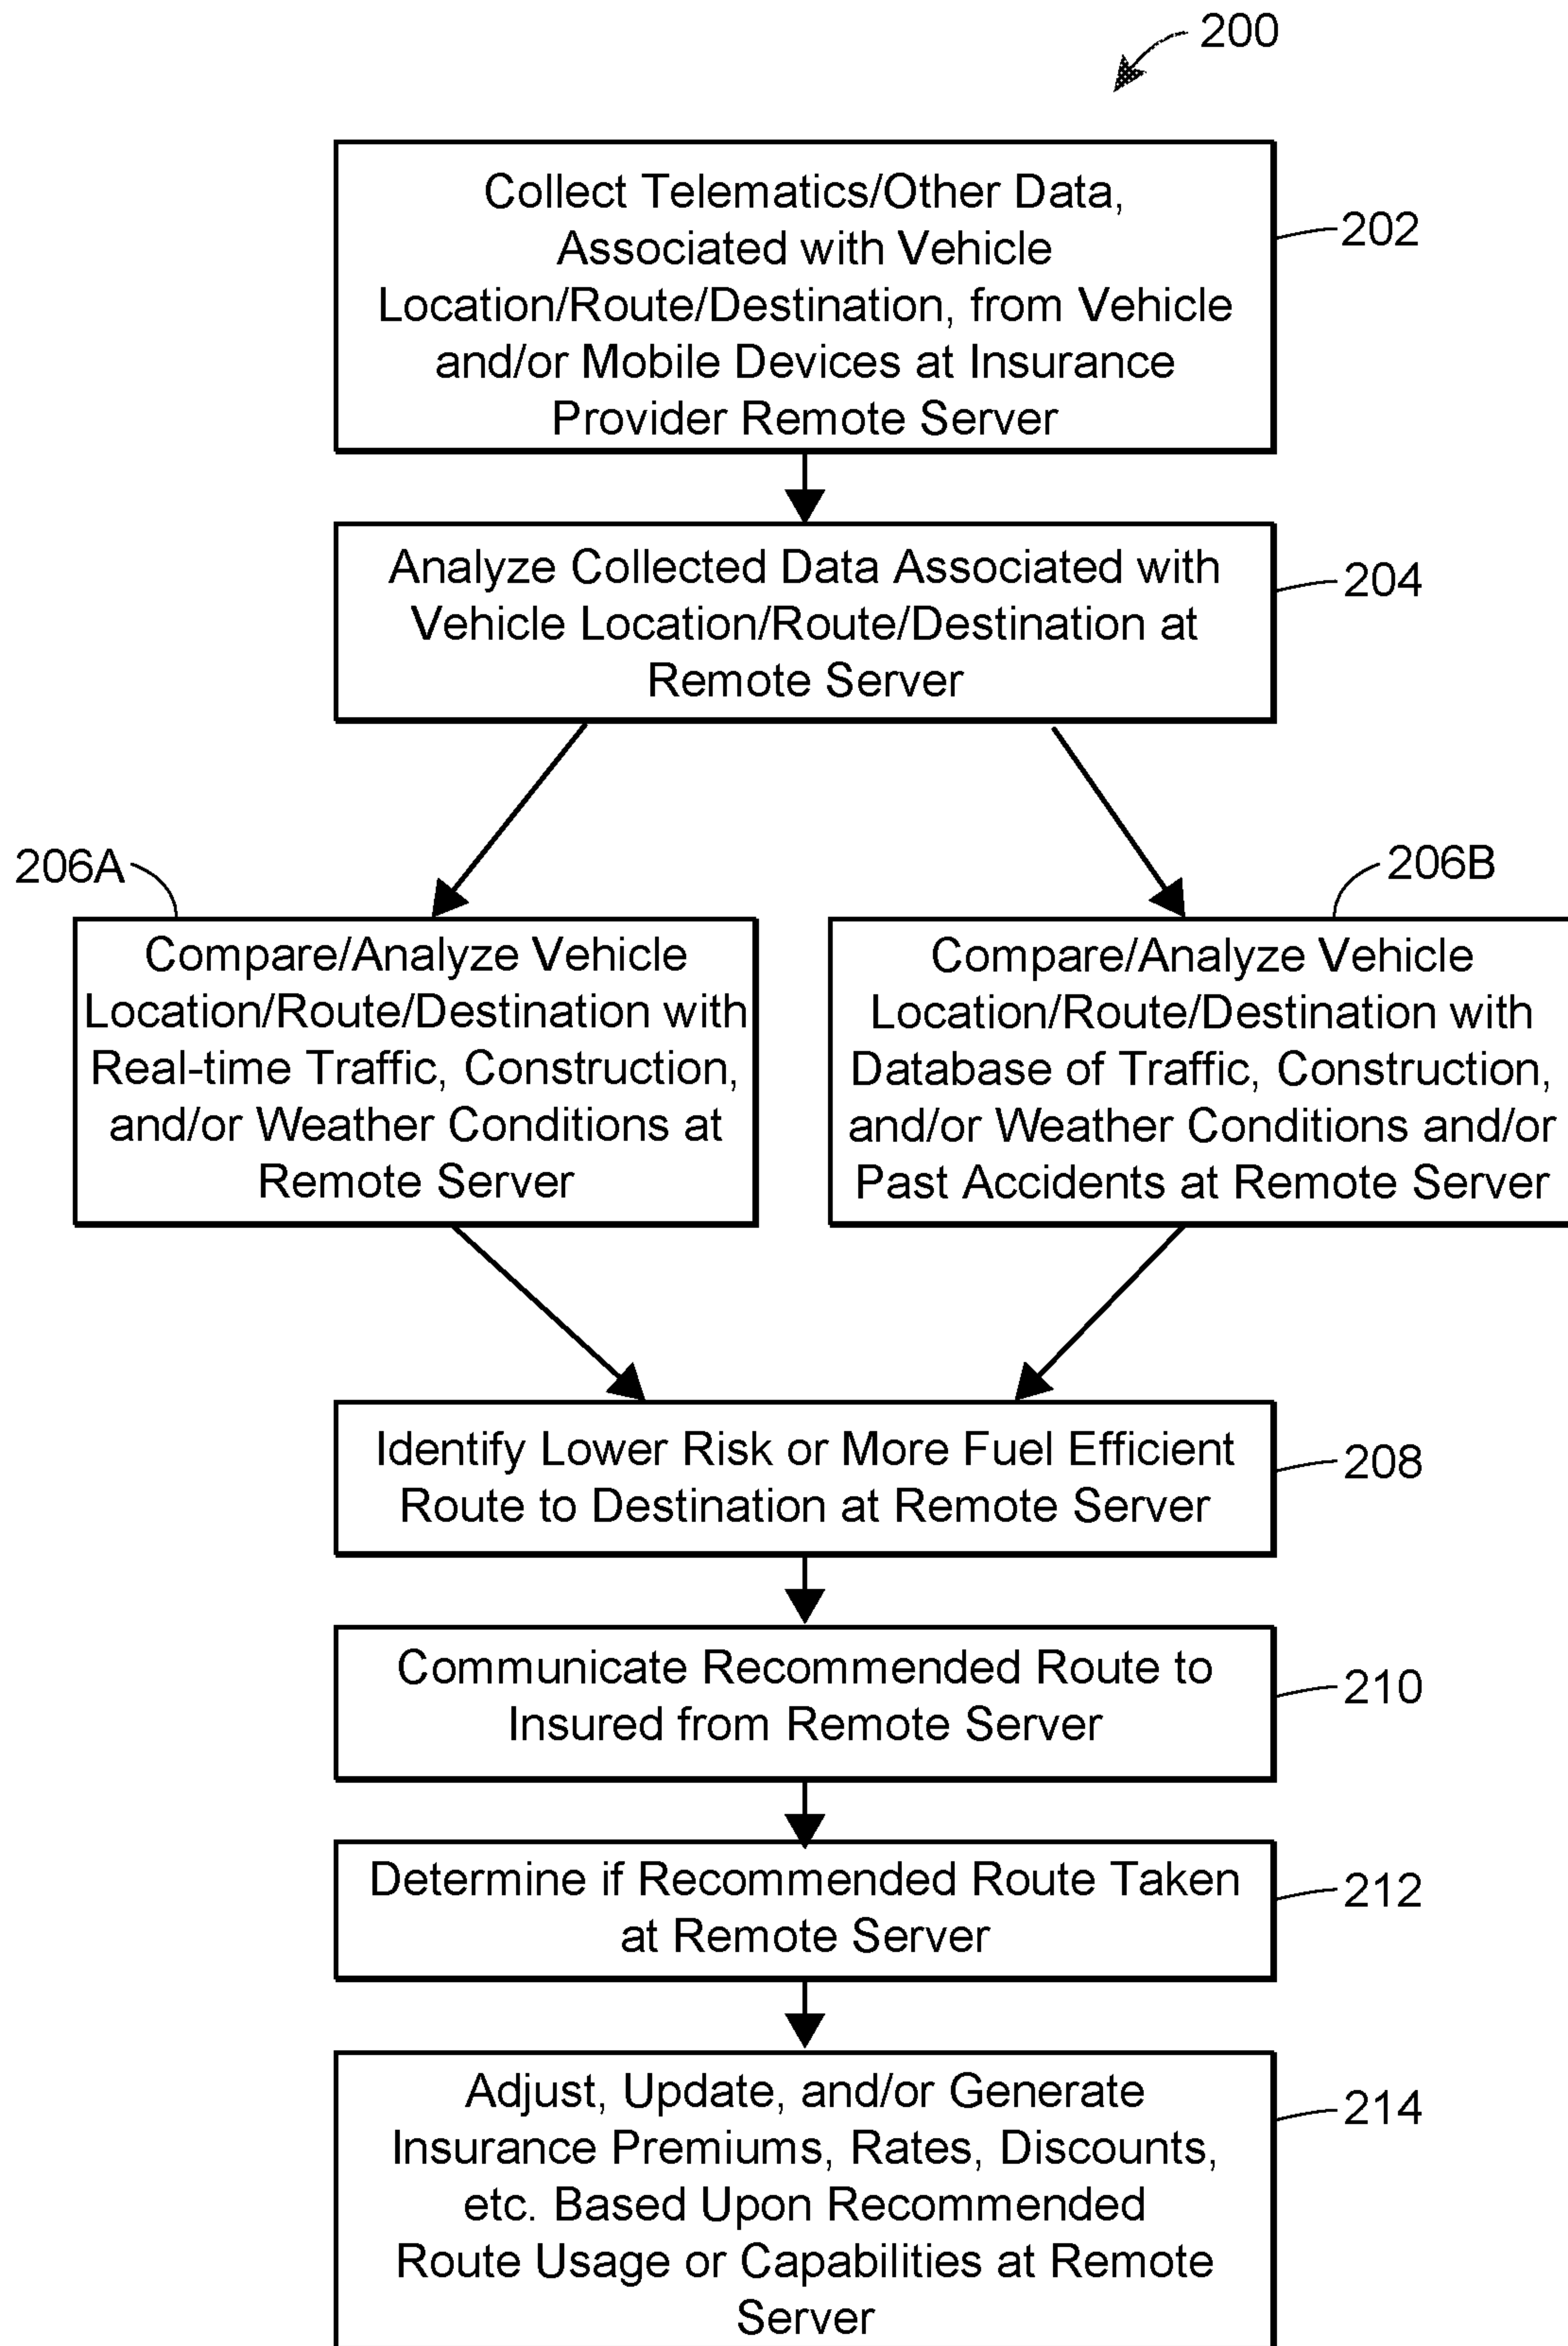 200
Collect Telematics/Other Data,
Associated with Vehicle
Location/Route/Destination, from Vehicle
and/or Mobile Devices at Insurance
Provider Remote Server
202
Analyze Collected Data Associated with
Vehicle Location/Route/Destination at
Remote Server
204
206A
Compare/Analyze Vehicle
Location/Route/Destination with
Real-time Traffic, Construction,
and/or Weather Conditions at
Remote Server
206B
Compare/Analyze Vehicle
Location/Route/Destination with
Database of Traffic, Construction,
and/or Weather Conditions and/or
Past Accidents at Remote Server
Identify Lower Risk or More Fuel Efficient
Route to Destination at Remote Server
208
Communicate Recommended Route to
Insured from Remote Server
210
Determine if Recommended Route Taken
at Remote Server
212
Adjust, Update, and/or Generate
Insurance Premiums, Rates, Discounts,
etc. Based Upon Recommended
Route Usage or Capabilities at Remote
Server
214